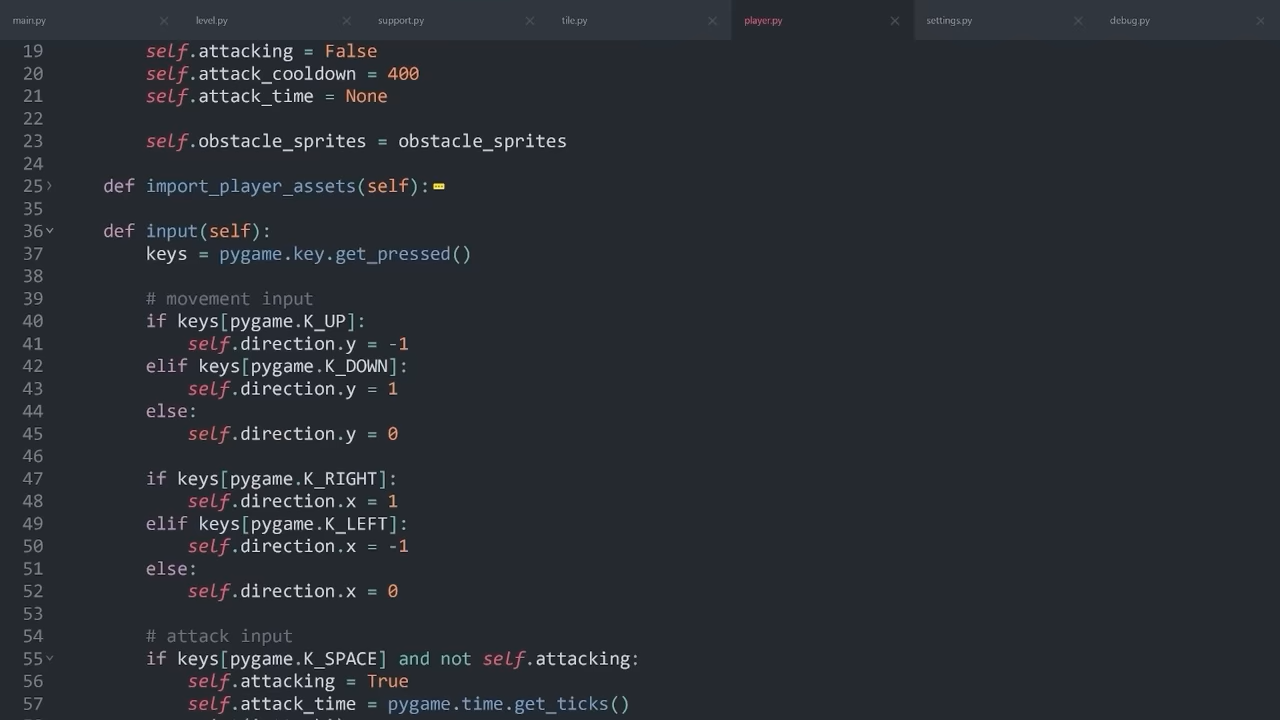 main.py level.py support.py tile.py player.py settings.py debug.py
19 self.attacking = False
20 self.attack_cooldown = 400
21 self.attack_time = None
22
23 self.obstacle_sprites = obstacle_sprites
24
25 def import_player_assets(self):
35
36 def input(self):
37 keys = pygame.key.get_pressed()
38
39 # movement input
40 if keys[pygame.K_UP]:
41 self.direction.y = -1
42 elif keys[pygame.K_DOWN]:
43 self.direction.y = 1
44 else:
45 self.direction.y = 0
46
47 if keys[pygame.K_RIGHT]:
48 self.direction.x = 1
49 elif keys[pygame.K_LEFT]:
50 self.direction.x = -1
51 else:
52 self.direction.x = 0
53
54 # attack input
55 if keys[pygame.K_SPACE] and not self.attacking:
56 self.attacking = True
57 self.attack_time = pygame.time.get_ticks()